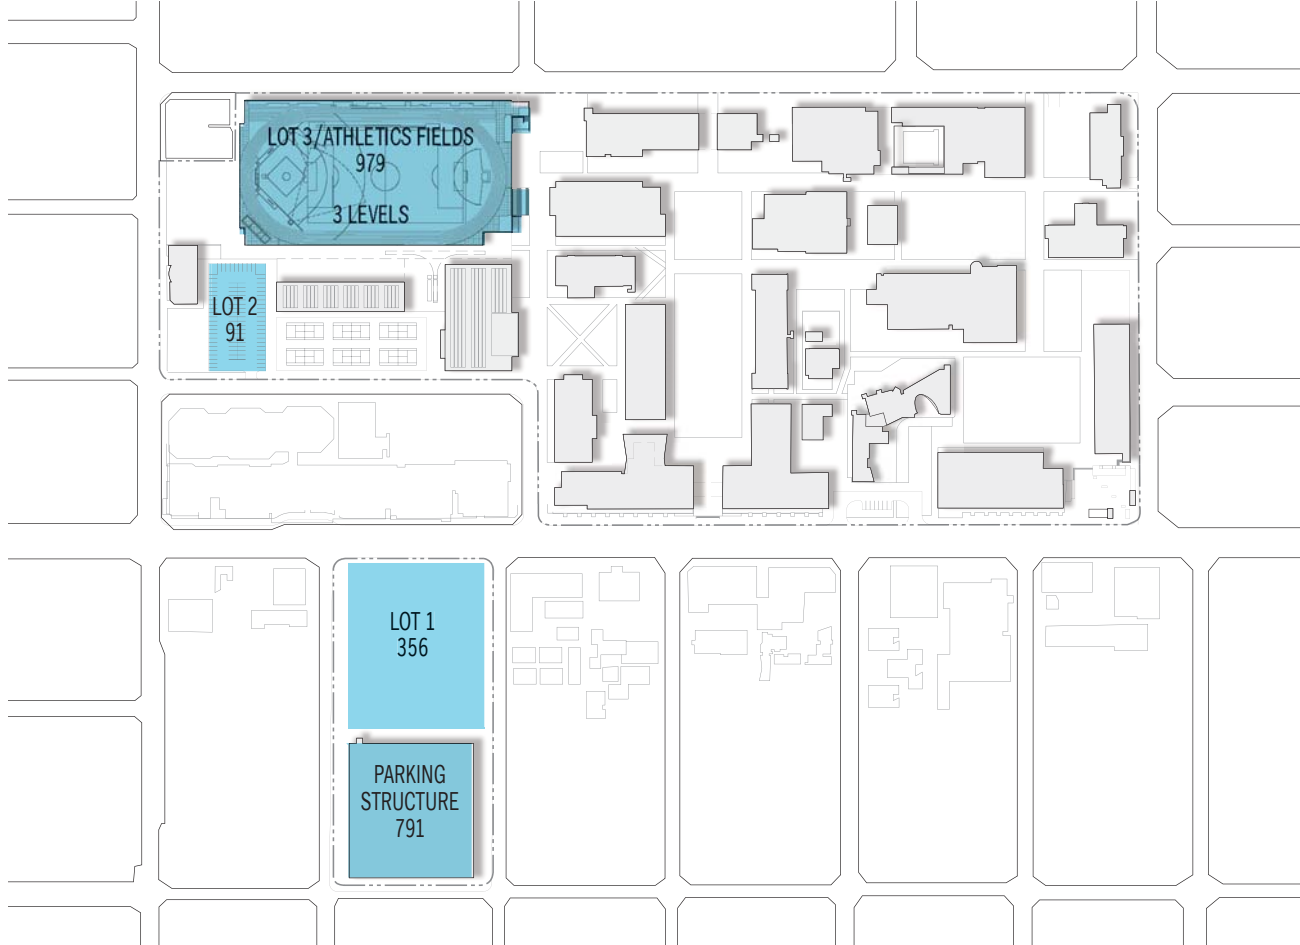 LOT 3/ATHLETICS FIELDS
979
3 LEVELS
LOT 2
91
LOT 1
356
PARKING
STRUCTURE
791